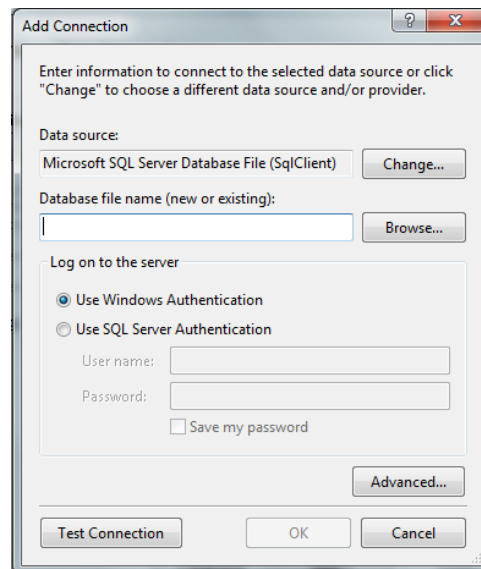 Add Connection
Enter information to connect to the selected data source or click
"Change" to choose a different data source and/or provider.
Data source:
Microsoft SQL Server Database File (SqlClient)
Change...
Database file name (new or existing):
Browse...
Log on to the server
Use Windows Authentication
Use SQL Server Authentication
User name:
Password:
Save my password
Advanced...
Test Connection
OK
Cancel